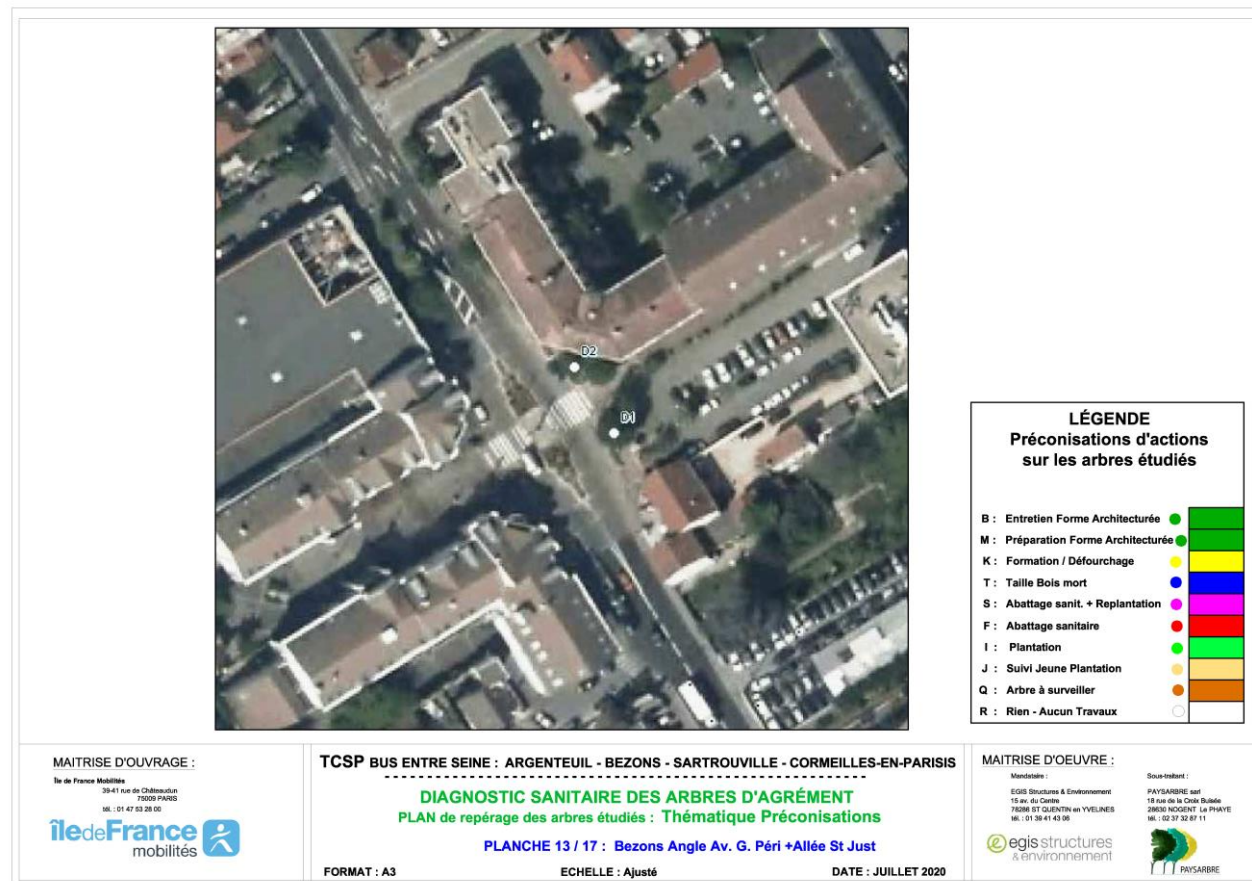 D2
D1
LÉGENDE
Préconisations d'actions
sur les arbres étudiés
B : Entretien Forme Architecturée
M : Préparation Forme Architecturée
K : Formation / Défourchage
T : Taille Bois mort
S : Abattage sanit. + Replantation
F : Abattage sanitaire
I : Plantation
J : Suivi Jeune Plantation
Q : Arbre à surveiller
R : Rien - Aucun Travaux
MAITRISE D'OUVRAGE :
Île de France Mobilités
39-41 rue de Châteaudun
75009 PARIS
tél. : 01 47 53 28 00
îledeFrance
mobilités
TCSP BUS ENTRE SEINE : ARGENTEUIL - BEZONS - SARTROUVILLE - CORMEILLES-EN-PARISIS
DIAGNOSTIC SANITAIRE DES ARBRES D'AGRÉMENT
PLAN de repérage des arbres étudiés : Thématique Préconisations
PLANCHE 13 / 17 : Bezons Angle Av. G. Péri +Allée St Just
FORMAT : A3 ECHELLE : Ajusté DATE : JUILLET 2020
MAITRISE D'OEUVRE :
Mandataire :
EGIS Structures & Environnement
15 av. du Centre
78286 ST QUENTIN en YVELINES
tél. : 01 39 41 43 06
egis structures
& environnement
Sous-traitant :
PAYSARBRE sarl
18 rue de la Croix Buisée
28630 NOGENT Le PHAYE
tél. : 02 37 32 87 11
PAYSARBRE